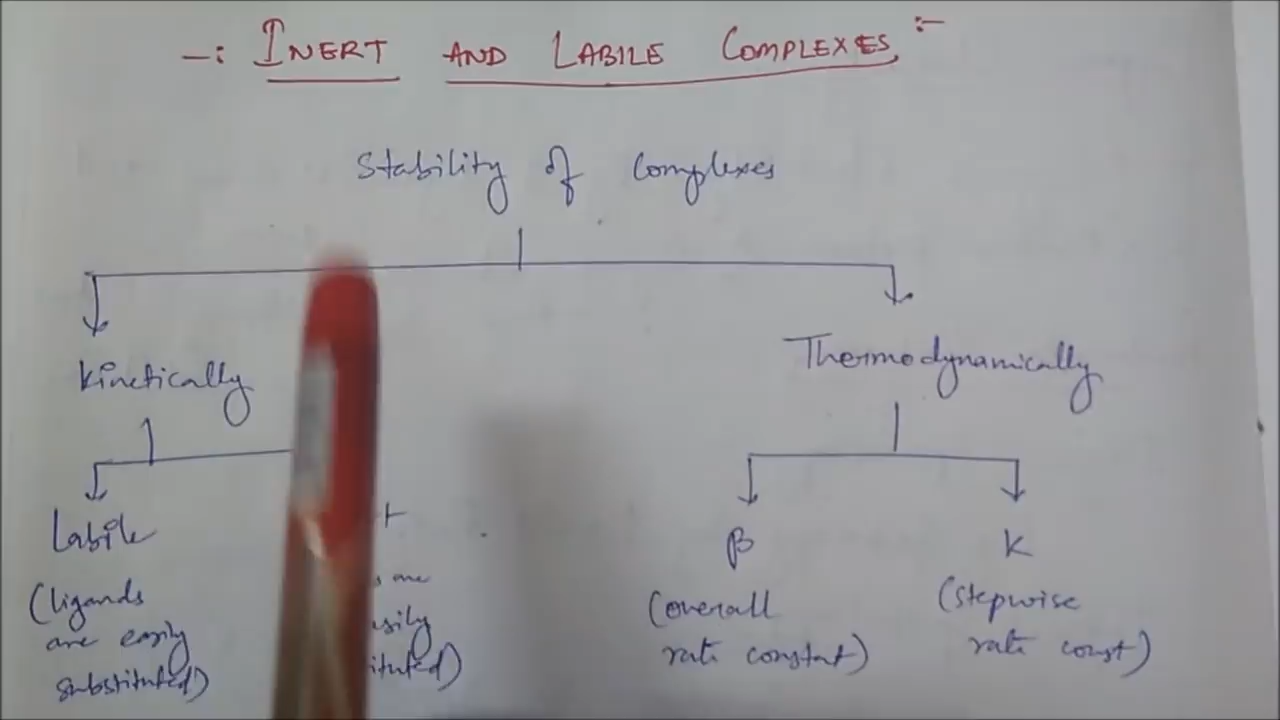 -: INERT AND LABILE COMPLEXES :-
Stability of Complexes
Kinetically
Thermodynamically
Labile
(ligands
are easily
substituted)
β
(overall
rate constant)
K
(stepwise
rate const)